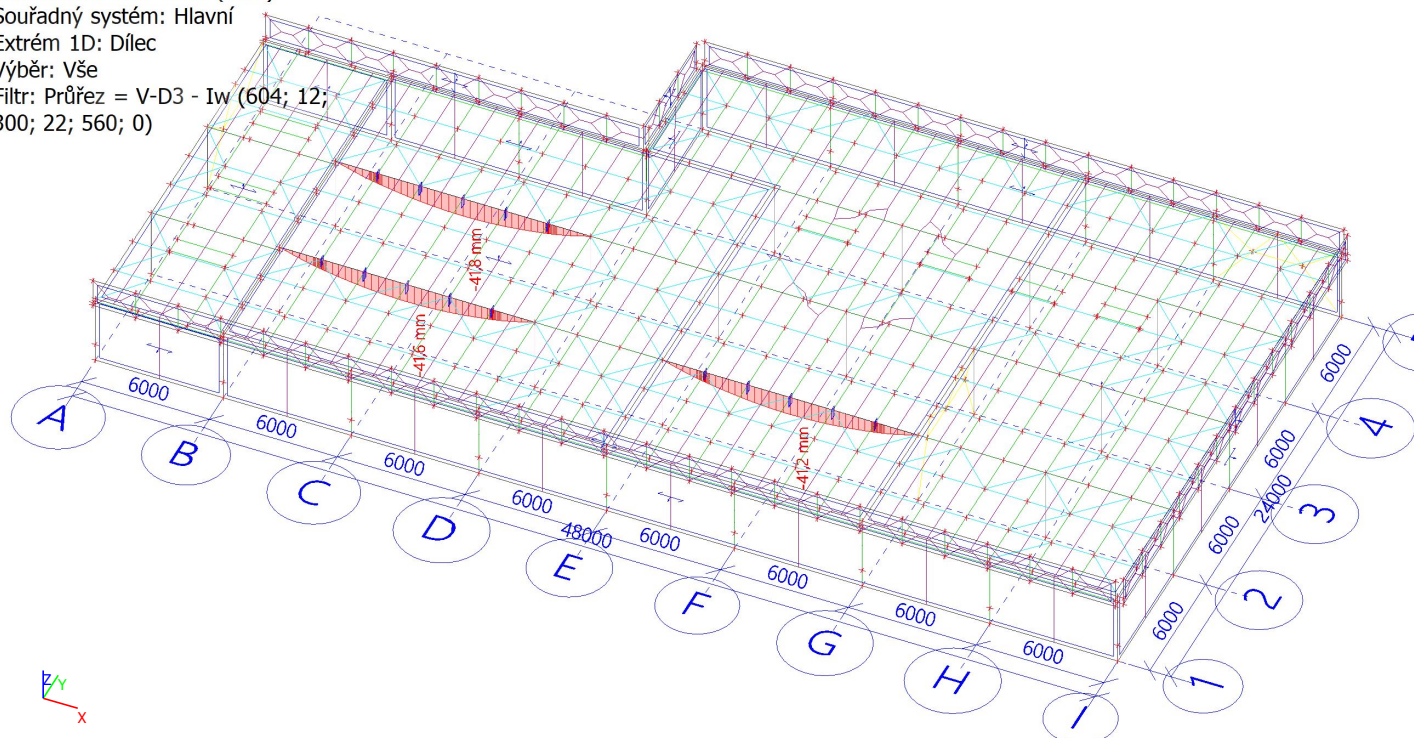 Souřadný systém: Hlavní
Extrém 1D: Dílec
Výběr: Vše
Filtr: Průřez = V-D3 - Iw (604; 12;
300; 22; 560; 0)
-41,8 mm
-41,6 mm
-41,2 mm
6000
6000
6000
6000
48000
6000
6000
6000
6000
A
B
C
D
E
F
G
H
I
6000
6000
24000
6000
6000
4
3
2
1
Z
Y
X